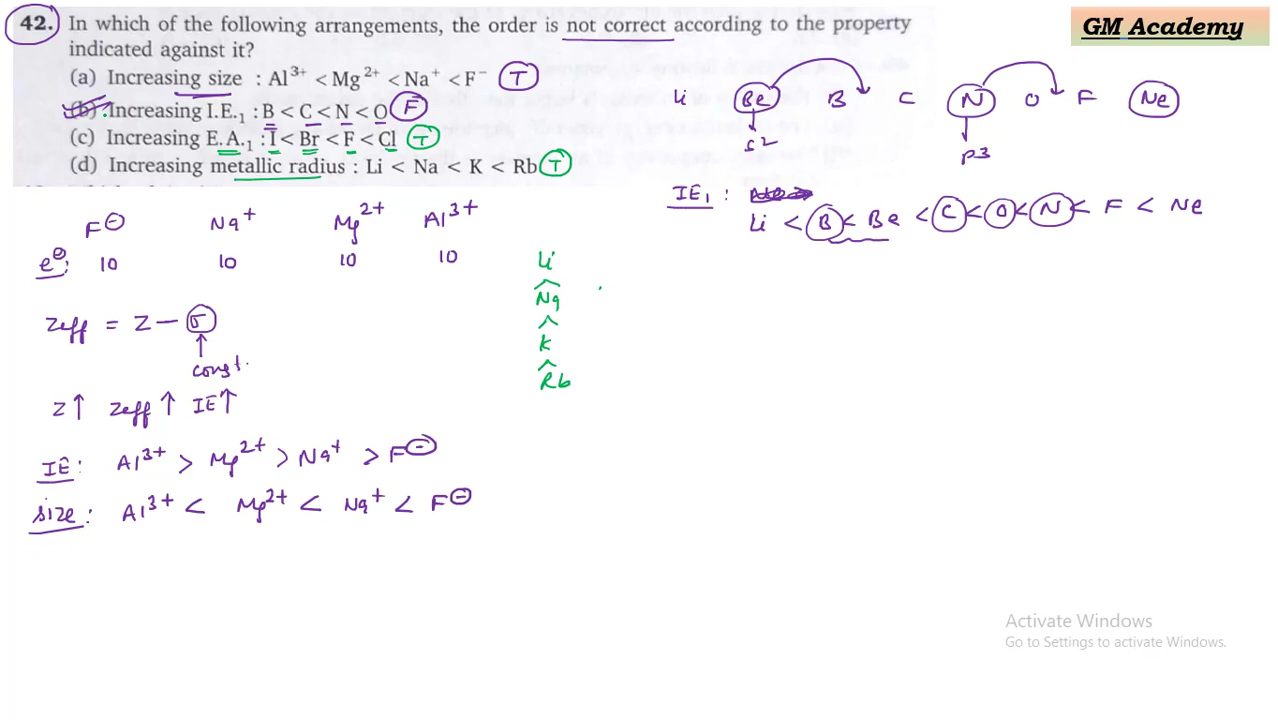 GM Academy
42. In which of the following arrangements, the order is not correct according to the property
indicated against it?
(a) Increasing size : Al³⁺ < Mg²⁺ < Na⁺ < F⁻ T
(b) Increasing I.E.₁ : B < C < N < O F
(c) Increasing E.A.₁ : I < Br < F < Cl T
(d) Increasing metallic radius : Li < Na < K < Rb T
Li Be B C N O F Ne
s2 p3
IE₁ :
Li < B < Be < C < O < N < F < Ne
F⊖ Na⁺ Mg²⁺ Al³⁺
e⊖: 10 10 10 10
Zeff = Z – σ
↑
const.
Z↑ Zeff ↑ IE↑
IE: Al³⁺ > Mg²⁺ > Na⁺ > F⊖
size: Al³⁺ < Mg²⁺ < Na⁺ < F⊖
Li
^
Na
^
K
^
Rb
Activate Windows
Go to Settings to activate Windows.